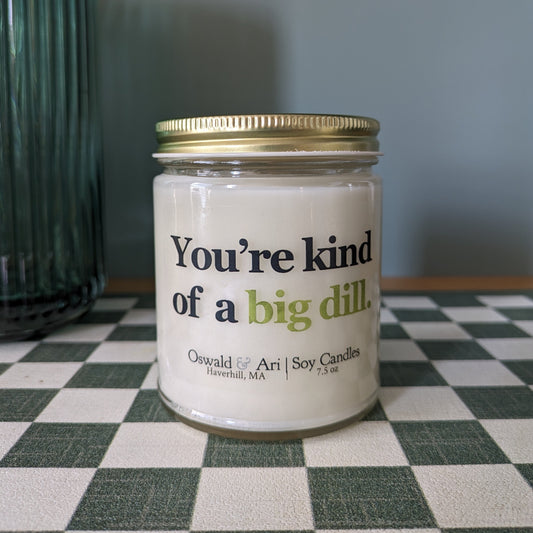 You’re kind
of a big dill.
Oswald & Ari | Soy Candles
Haverhill, MA | 7.5 oz